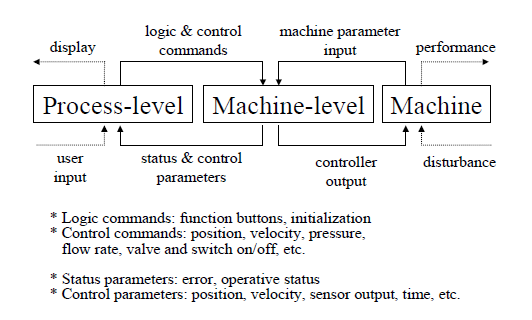 display
logic & control
commands
machine parameter
input
performance
Process-level
Machine-level
Machine
user
input
status & control
parameters
controller
output
disturbance
* Logic commands: function buttons, initialization
* Control commands: position, velocity, pressure,
flow rate, valve and switch on/off, etc.
* Status parameters: error, operative status
* Control parameters: position, velocity, sensor output, time, etc.